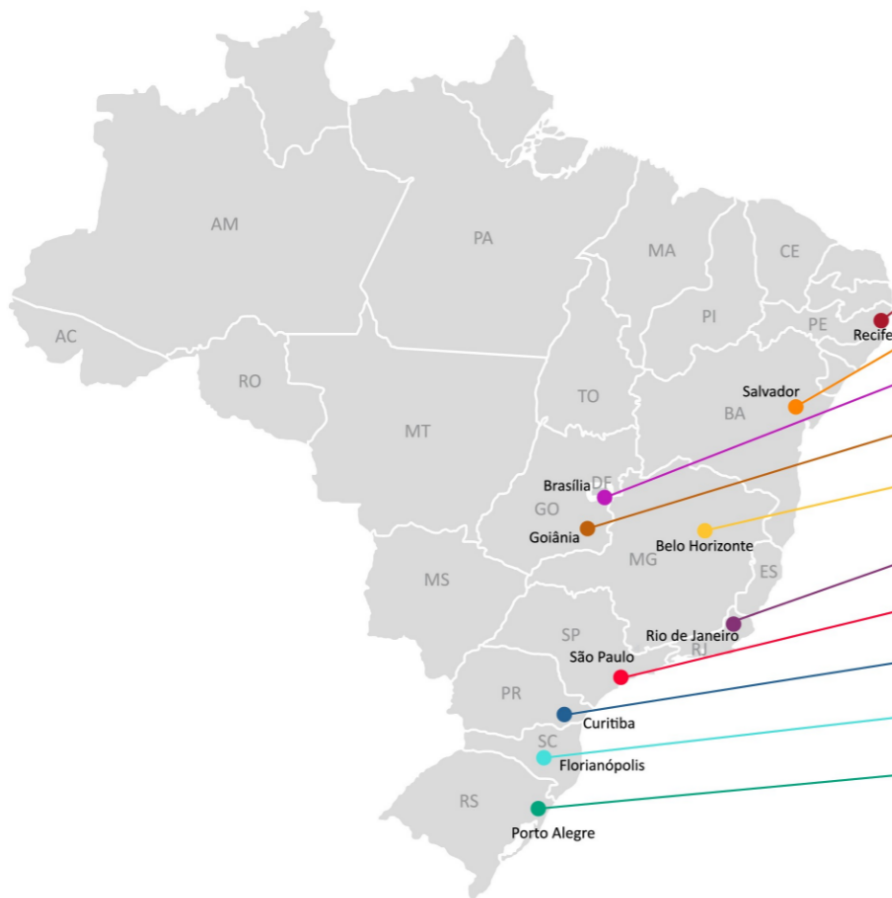 AM
PA
MA
CE
PI
PE
Recife
AC
RO
TO
Salvador
BA
MT
Brasília
DF
GO
Goiânia
Belo Horizonte
MG
ES
MS
SP
Rio de Janeiro
RJ
São Paulo
PR
Curitiba
SC
Florianópolis
RS
Porto Alegre